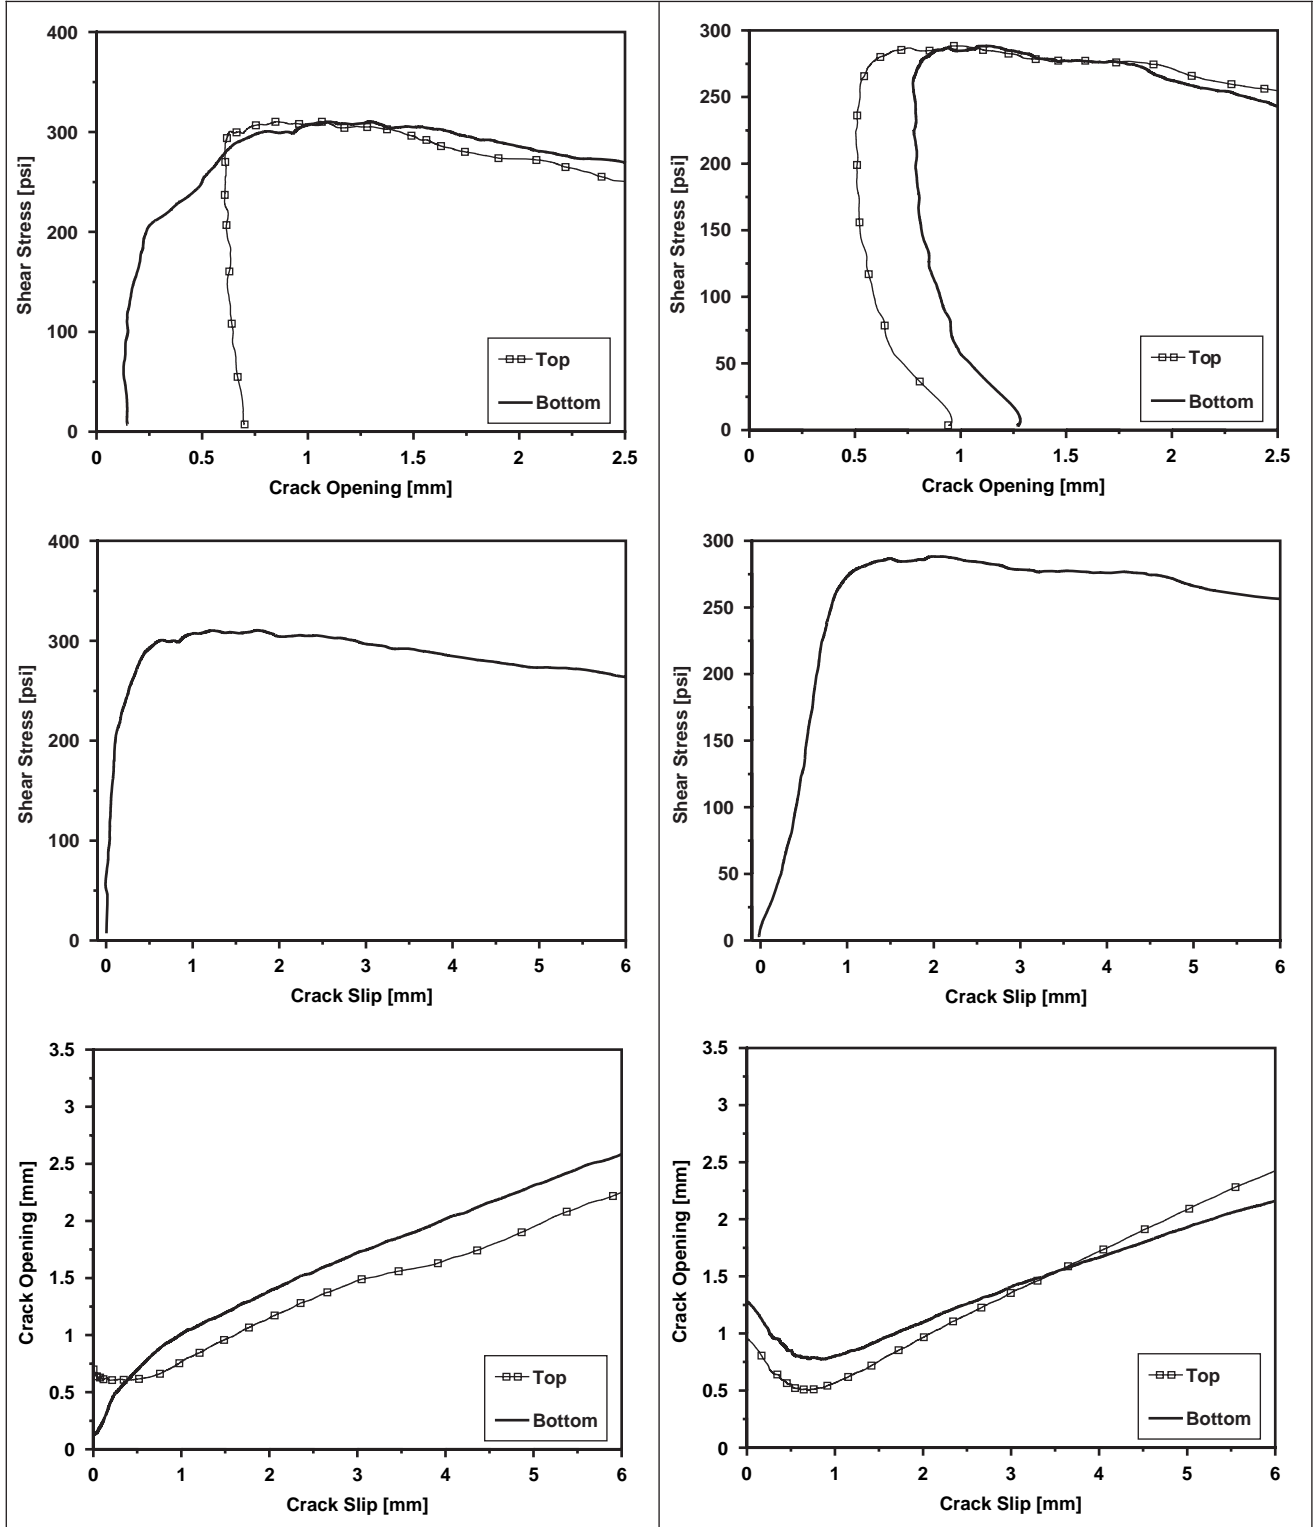 400
300
200
100
0
0 0.5 1 1.5 2 2.5
Shear Stress [psi]
Crack Opening [mm]
Top
Bottom
300
250
200
150
100
50
0
0 0.5 1 1.5 2 2.5
Shear Stress [psi]
Crack Opening [mm]
Top
Bottom
400
300
200
100
0
0 1 2 3 4 5 6
Shear Stress [psi]
Crack Slip [mm]
300
250
200
150
100
50
0
0 1 2 3 4 5 6
Shear Stress [psi]
Crack Slip [mm]
3.5
3
2.5
2
1.5
1
0.5
0
0 1 2 3 4 5 6
Crack Opening [mm]
Crack Slip [mm]
Top
Bottom
3.5
3
2.5
2
1.5
1
0.5
0
0 1 2 3 4 5 6
Crack Opening [mm]
Crack Slip [mm]
Top
Bottom